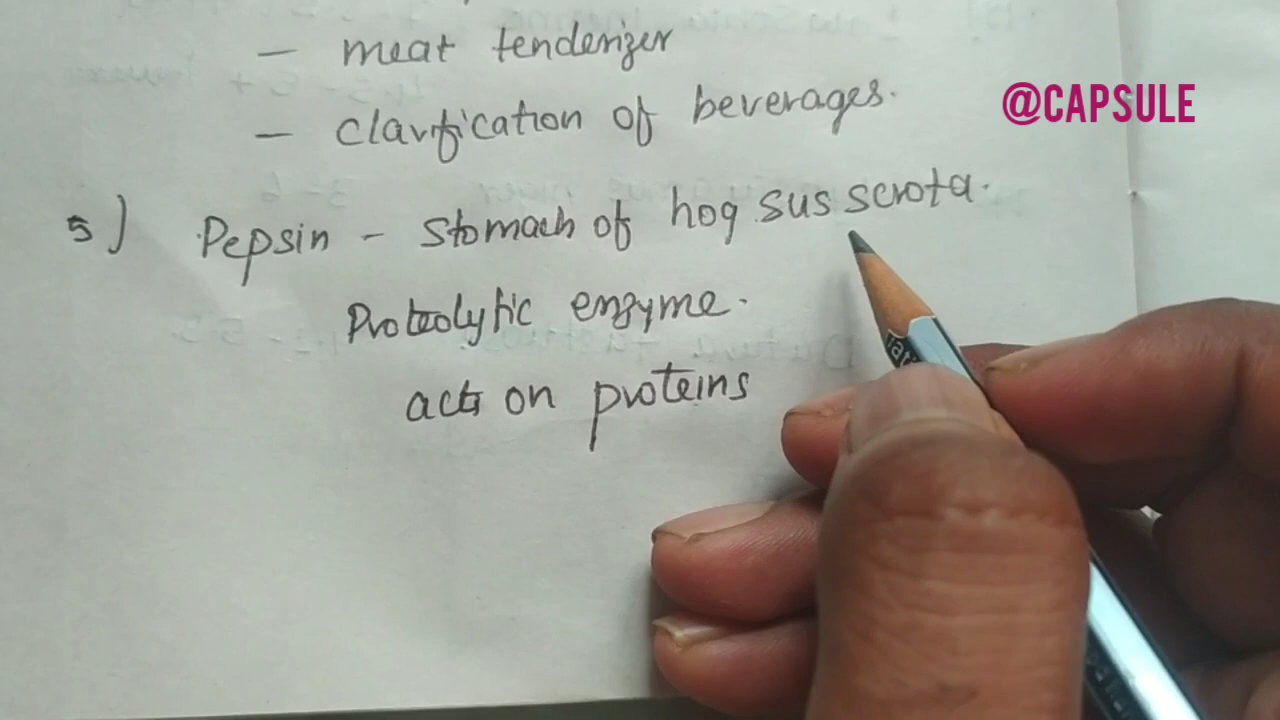 - meat tenderizer
- clarification of beverages.
@CAPSULE
5) Pepsin - stomach of hog sus scrota.
Proteolytic enzyme.
acts on proteins